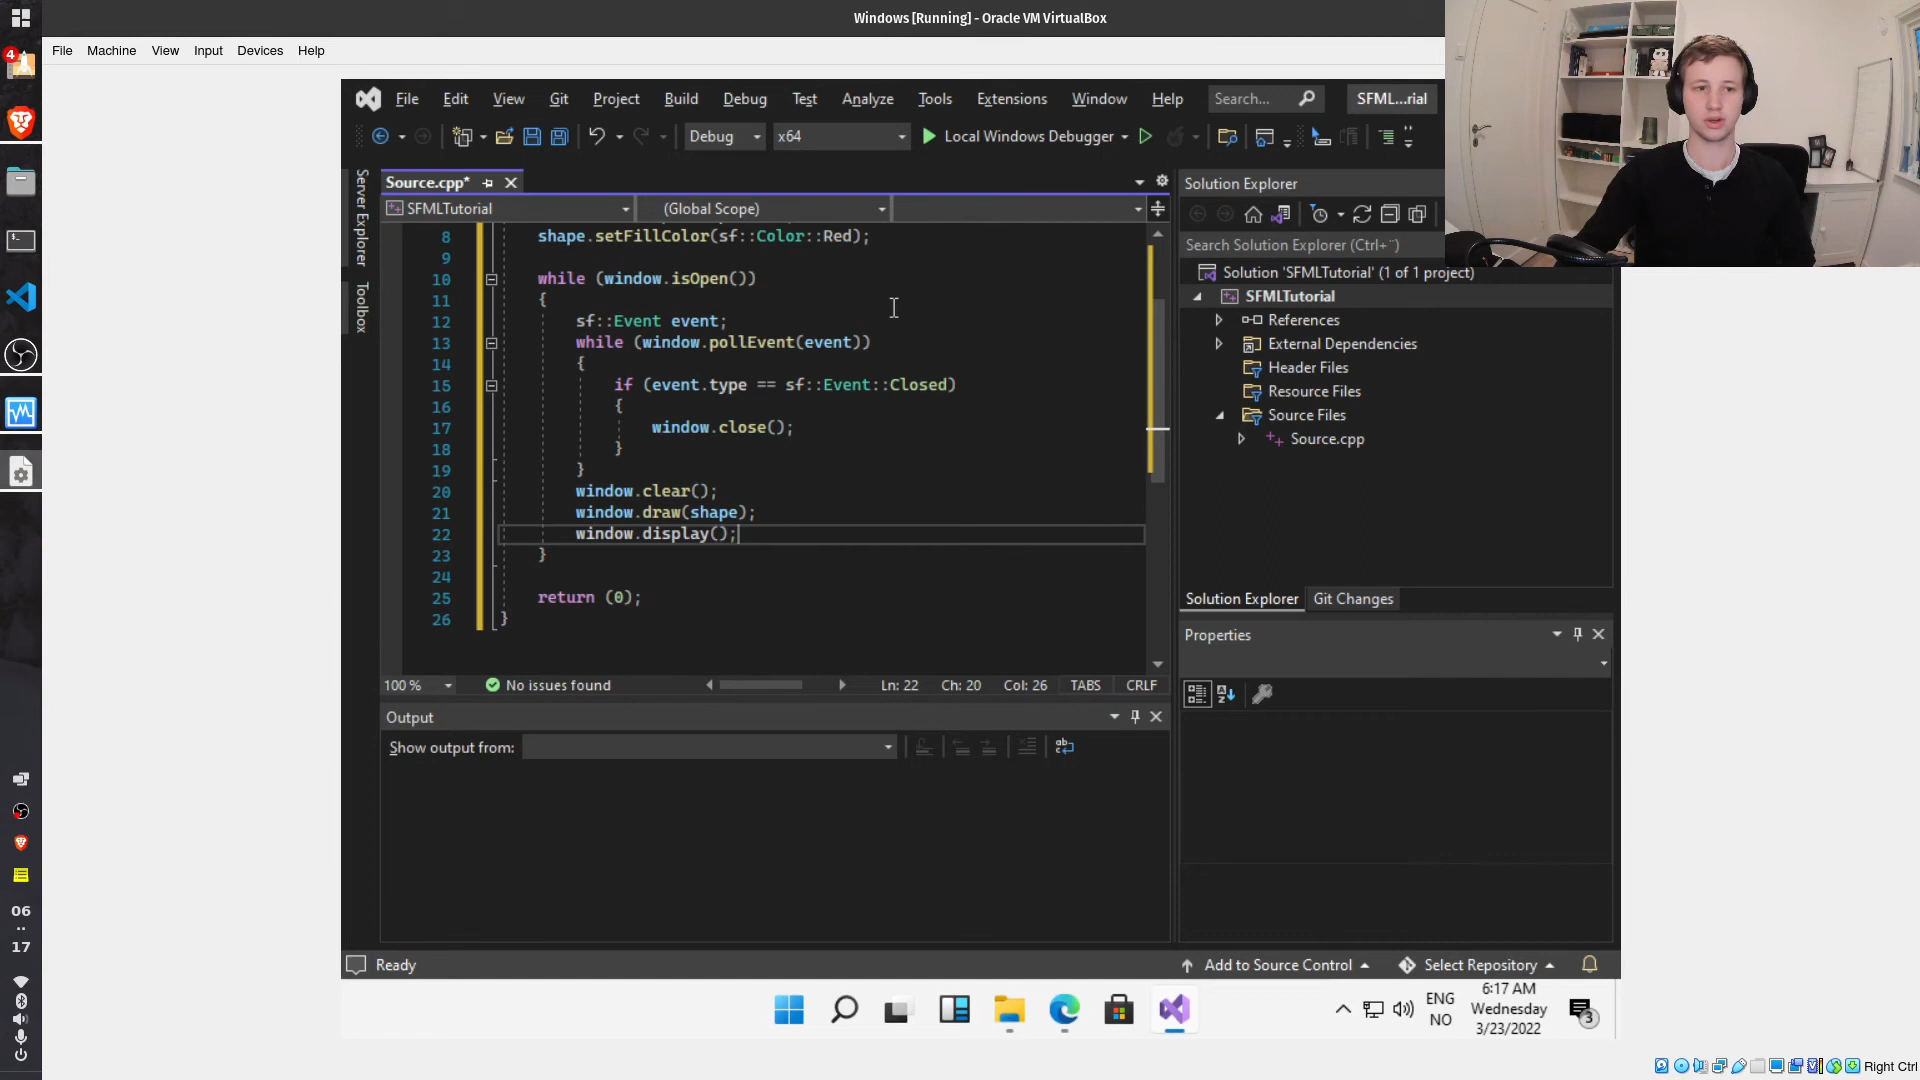 Windows [Running] - Oracle VM VirtualBox
File Machine View Input Devices Help
4
File Edit View Git Project Build Debug Test Analyze Tools Extensions Window Help Search... SFML...rial
Debug x64 Local Windows Debugger
Server Explorer
Toolbox
Source.cpp*
SFMLTutorial (Global Scope)
8 shape.setFillColor(sf::Color::Red);
9
10 while (window.isOpen())
11 {
12 sf::Event event;
13 while (window.pollEvent(event))
14 {
15 if (event.type == sf::Event::Closed)
16 {
17 window.close();
18 }
19 }
20 window.clear();
21 window.draw(shape);
22 window.display();
23 }
24
25 return (0);
26 }
100 % No issues found Ln: 22 Ch: 20 Col: 26 TABS CRLF
Output
Show output from:
Solution Explorer
Search Solution Explorer (Ctrl+¨)
Solution 'SFMLTutorial' (1 of 1 project)
SFMLTutorial
References
External Dependencies
Header Files
Resource Files
Source Files
Source.cpp
Solution Explorer Git Changes
Properties
Ready Add to Source Control Select Repository
06
17
ENG
NO
6:17 AM
Wednesday
3/23/2022
3
Right Ctrl